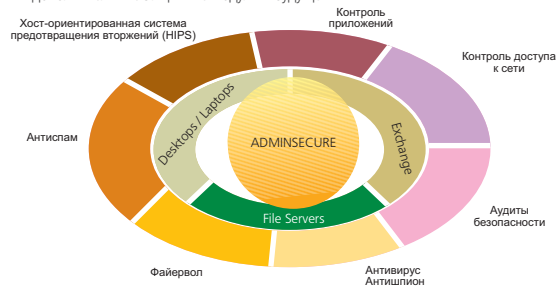 Контроль
приложений
Хост-ориентированная система
предотвращения вторжений (HIPS)
Контроль доступа
к сети
Desktops / Laptops
Антиспам
ADMINSECURE
Exchange
File Servers
Аудиты
безопасности
Файервол
Антивирус
Антишпион